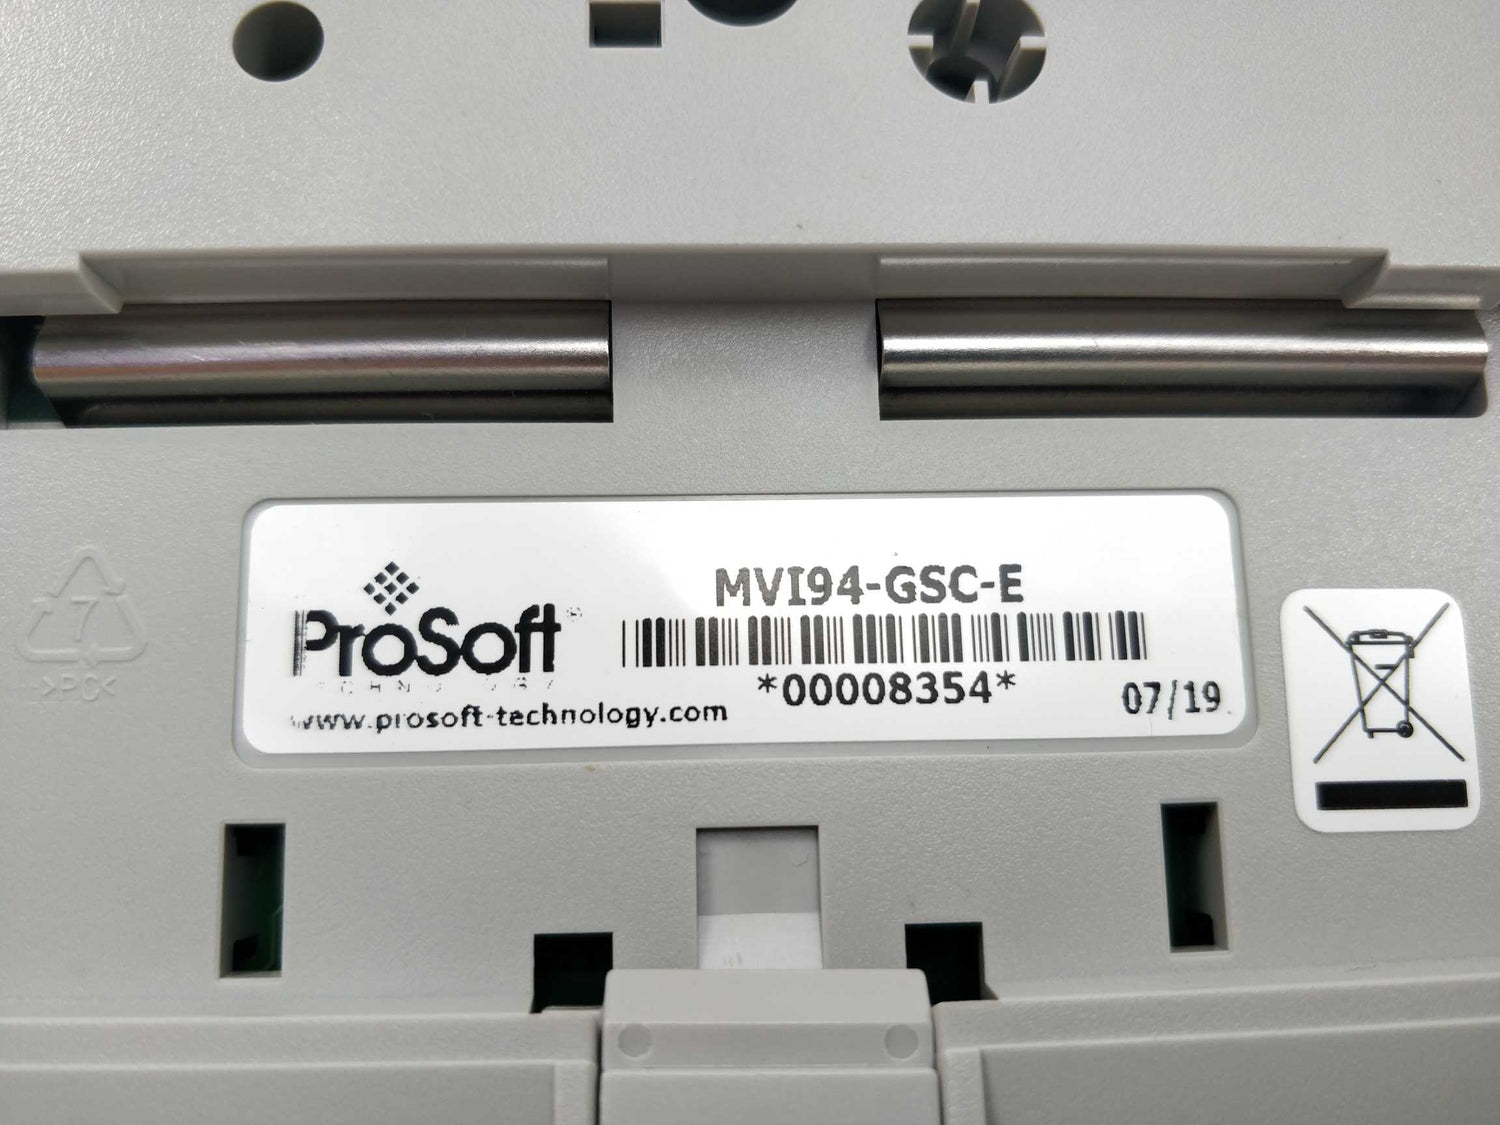 MVI94-GSC-E
ProSoft®
*00008354*
07/19
www.prosoft-technology.com
7
>PC<